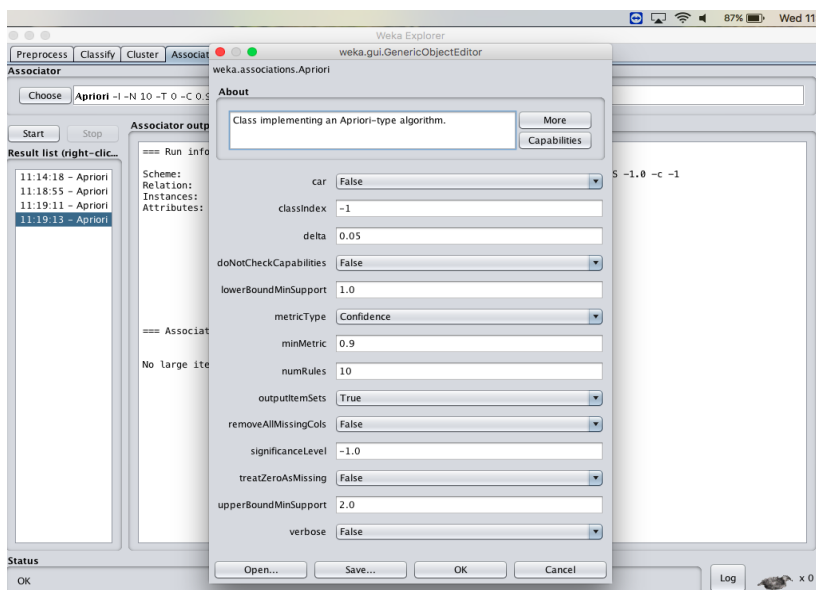 87% Wed 11
Weka Explorer
Preprocess Classify Cluster Associat
Associator
Choose Apriori -I -N 10 -T 0 -C 0.9
Start Stop
Associator outp
Result list (right-clic...
11:14:18 – Apriori
11:18:55 – Apriori
11:19:11 – Apriori
11:19:13 – Apriori
=== Run info
Scheme: S -1.0 -c -1
Relation:
Instances:
Attributes:
=== Associat
No large ite
weka.gui.GenericObjectEditor
weka.associations.Apriori
About
Class implementing an Apriori-type algorithm.
More
Capabilities
car False
classIndex -1
delta 0.05
doNotCheckCapabilities False
lowerBoundMinSupport 1.0
metricType Confidence
minMetric 0.9
numRules 10
outputItemSets True
removeAllMissingCols False
significanceLevel -1.0
treatZeroAsMissing False
upperBoundMinSupport 2.0
verbose False
Open... Save... OK Cancel
Status
OK
Log x 0